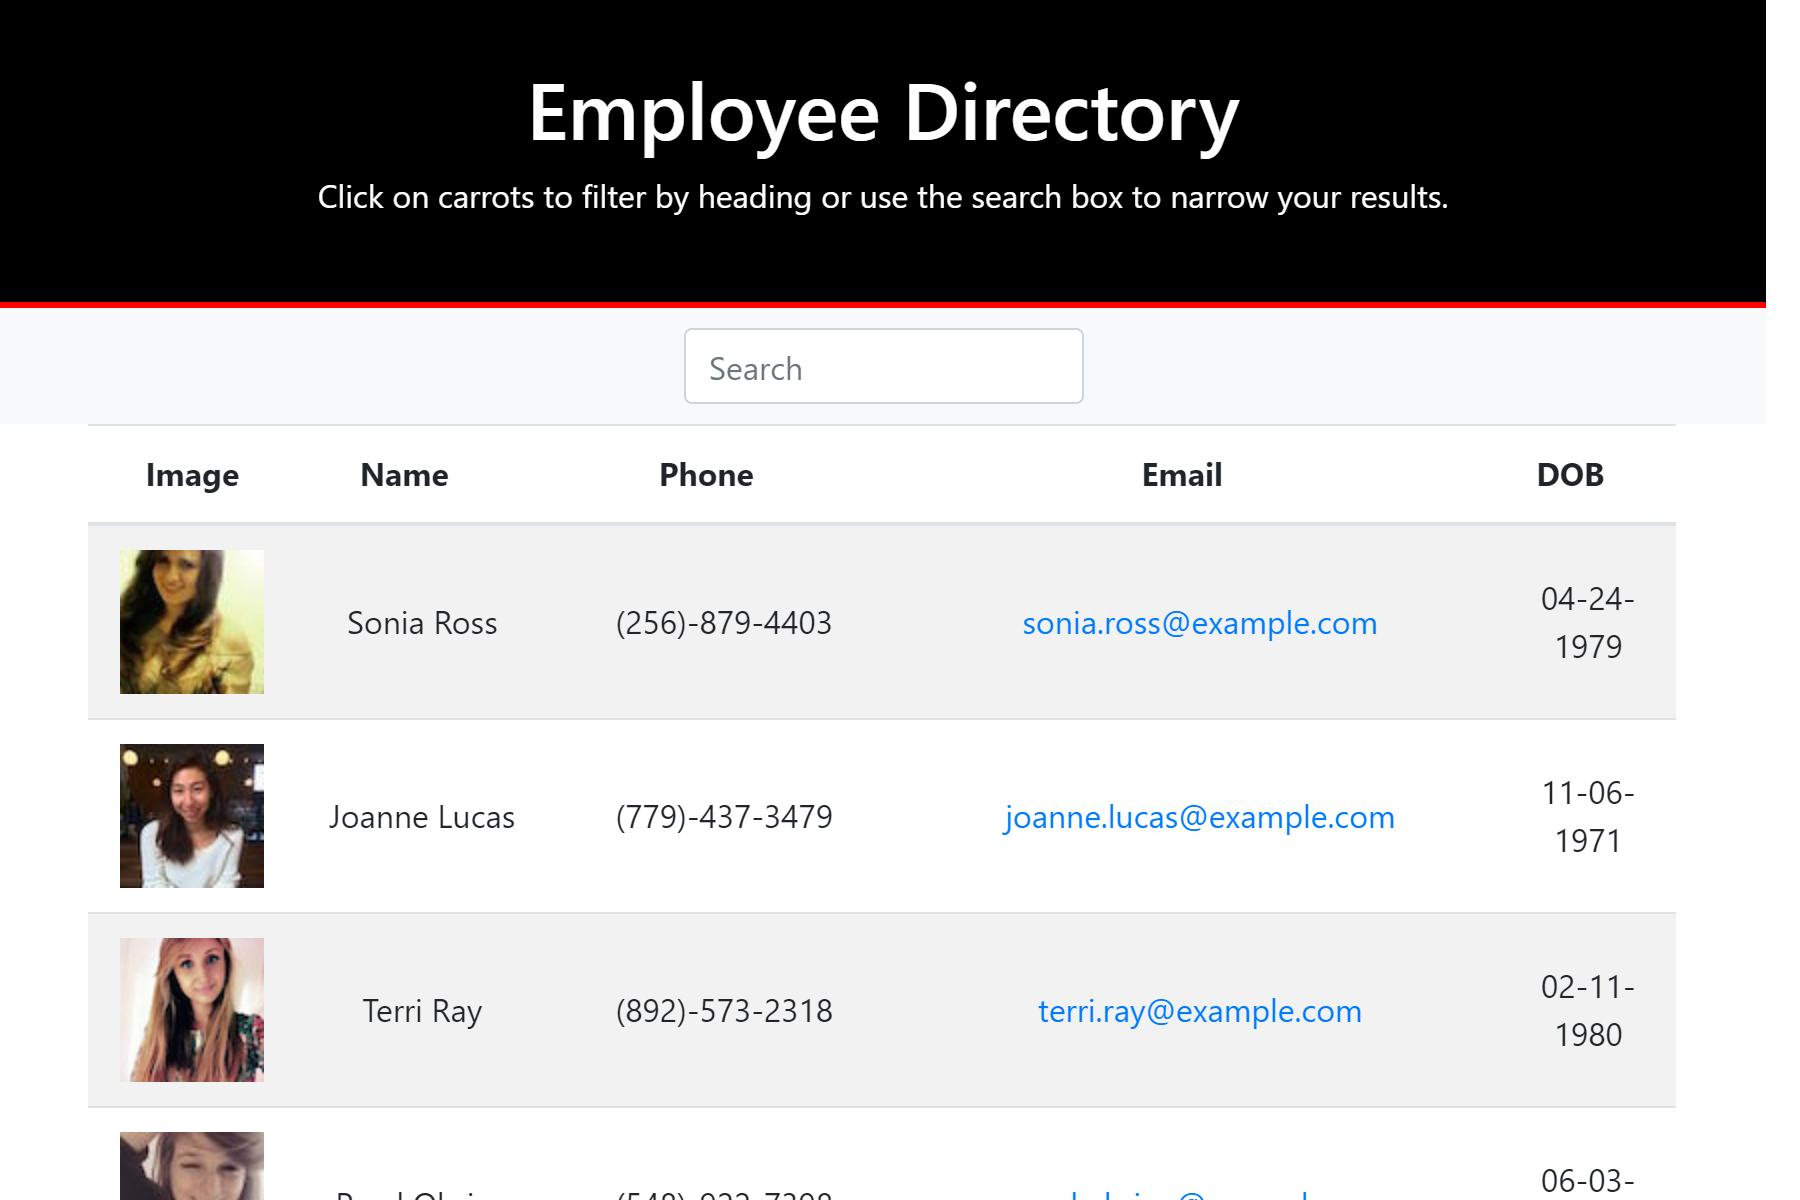 Employee Directory
Click on carrots to filter by heading or use the search box to narrow your results.
Search
Image Name Phone Email DOB
Sonia Ross (256)-879-4403 sonia.ross@example.com 04-24-
1979
Joanne Lucas (779)-437-3479 joanne.lucas@example.com 11-06-
1971
Terri Ray (892)-573-2318 terri.ray@example.com 02-11-
1980
06-03-